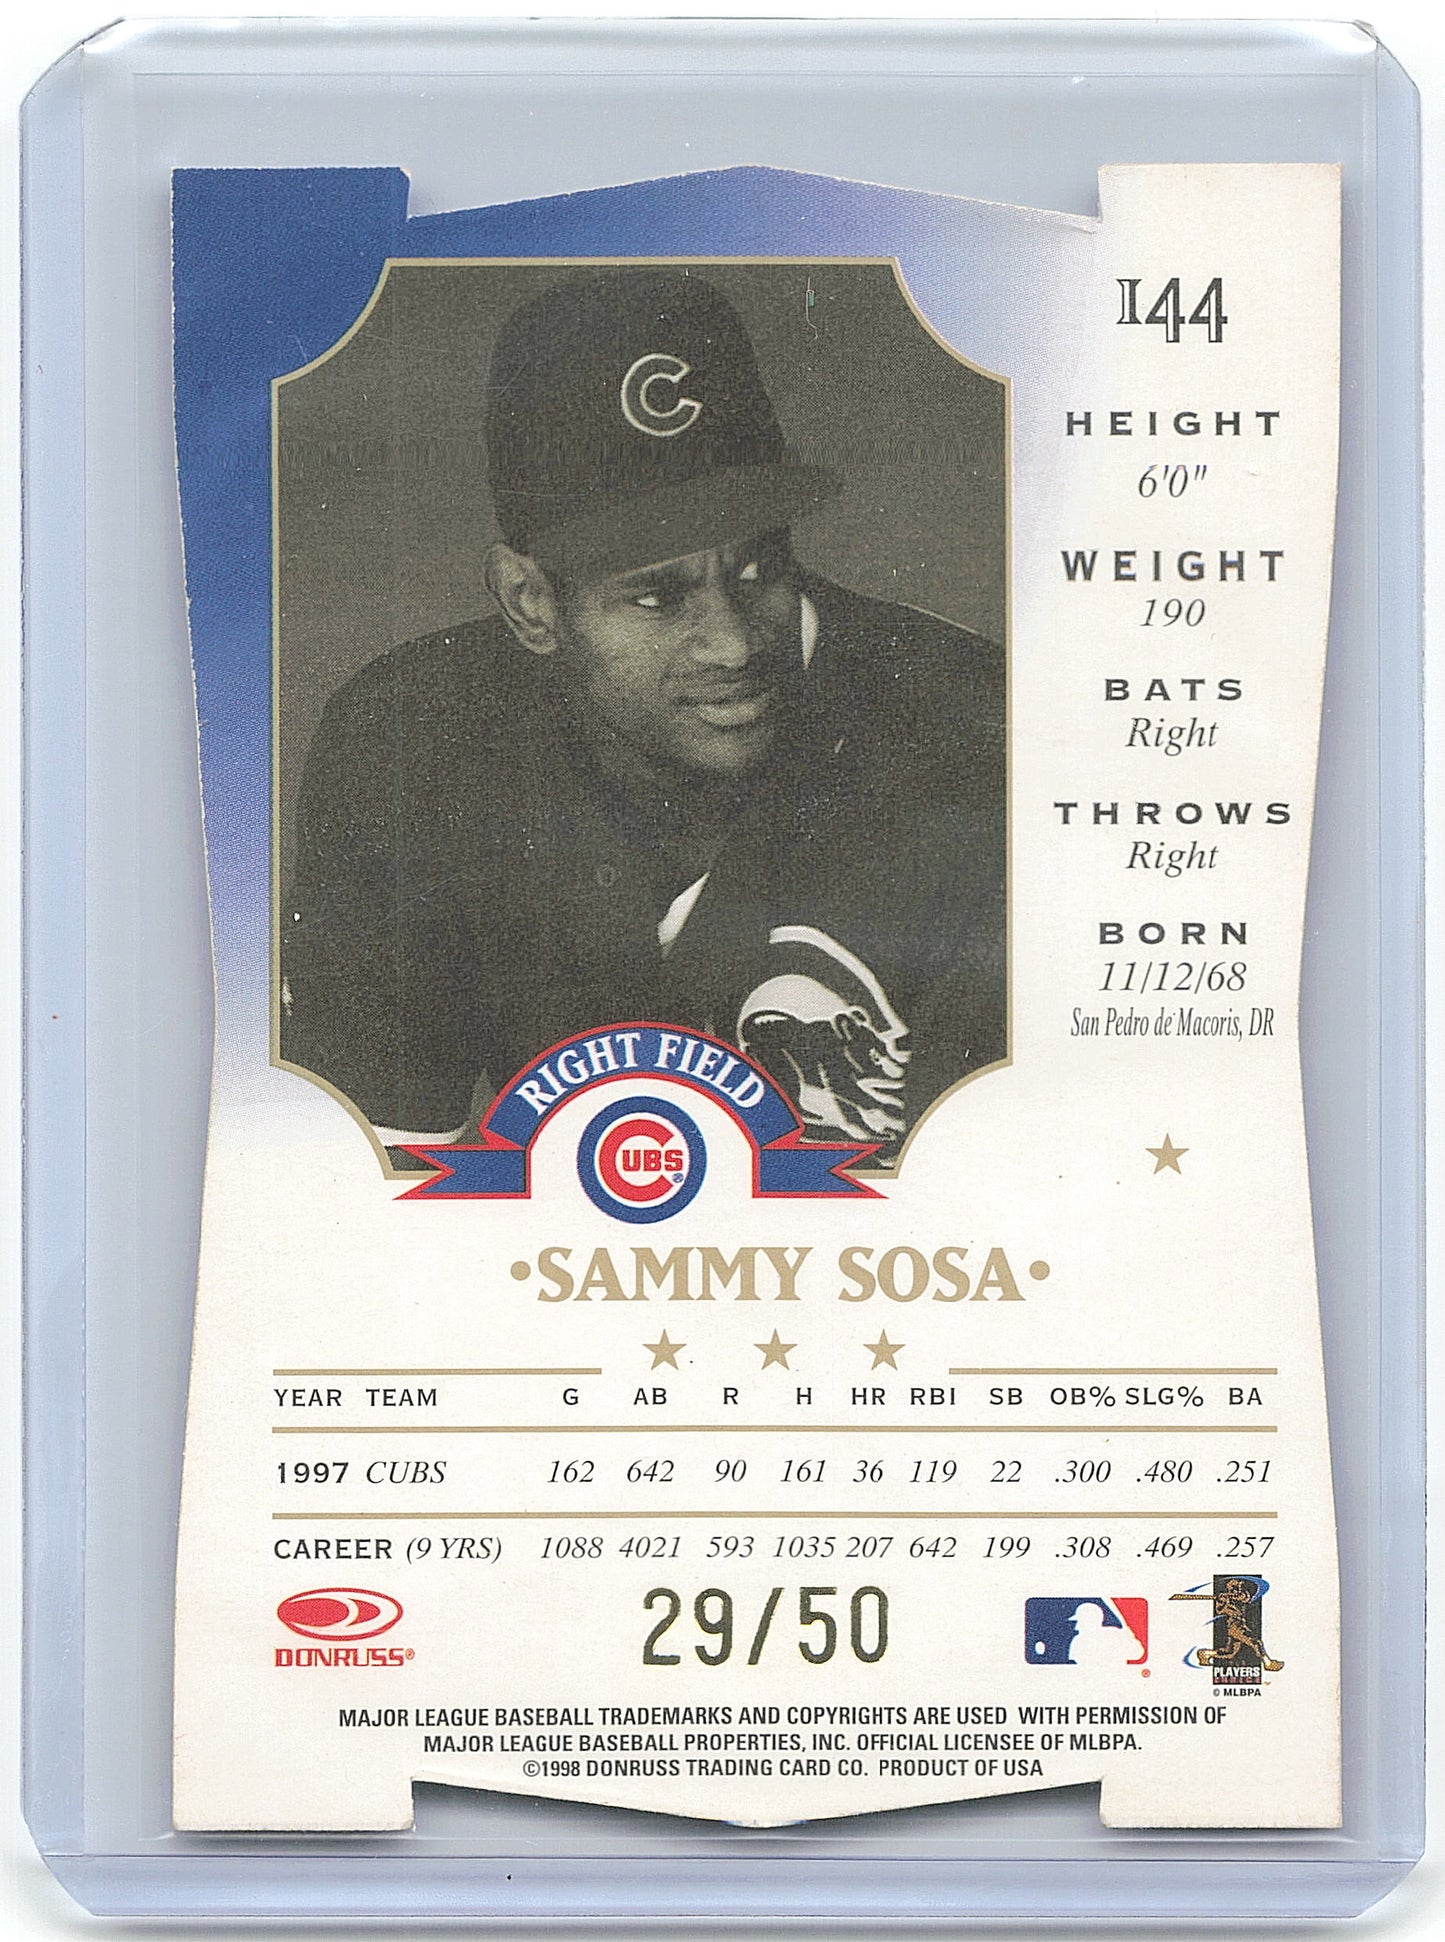 144
HEIGHT
6'0"
WEIGHT
190
BATS
Right
THROWS
Right
BORN
11/12/68
San Pedro de Macoris, DR
C
RIGHT FIELD
CUBS®
•SAMMY SOSA•
YEAR TEAM G AB R H HR RBI SB OB% SLG% BA
1997 CUBS 162 642 90 161 36 119 22 .300 .480 .251
CAREER (9 YRS) 1088 4021 593 1035 207 642 199 .308 .469 .257
29/50
DONRUSS®
PLAYERS
CHOICE
© MLBPA
MAJOR LEAGUE BASEBALL TRADEMARKS AND COPYRIGHTS ARE USED WITH PERMISSION OF
MAJOR LEAGUE BASEBALL PROPERTIES, INC. OFFICIAL LICENSEE OF MLBPA.
©1998 DONRUSS TRADING CARD CO. PRODUCT OF USA